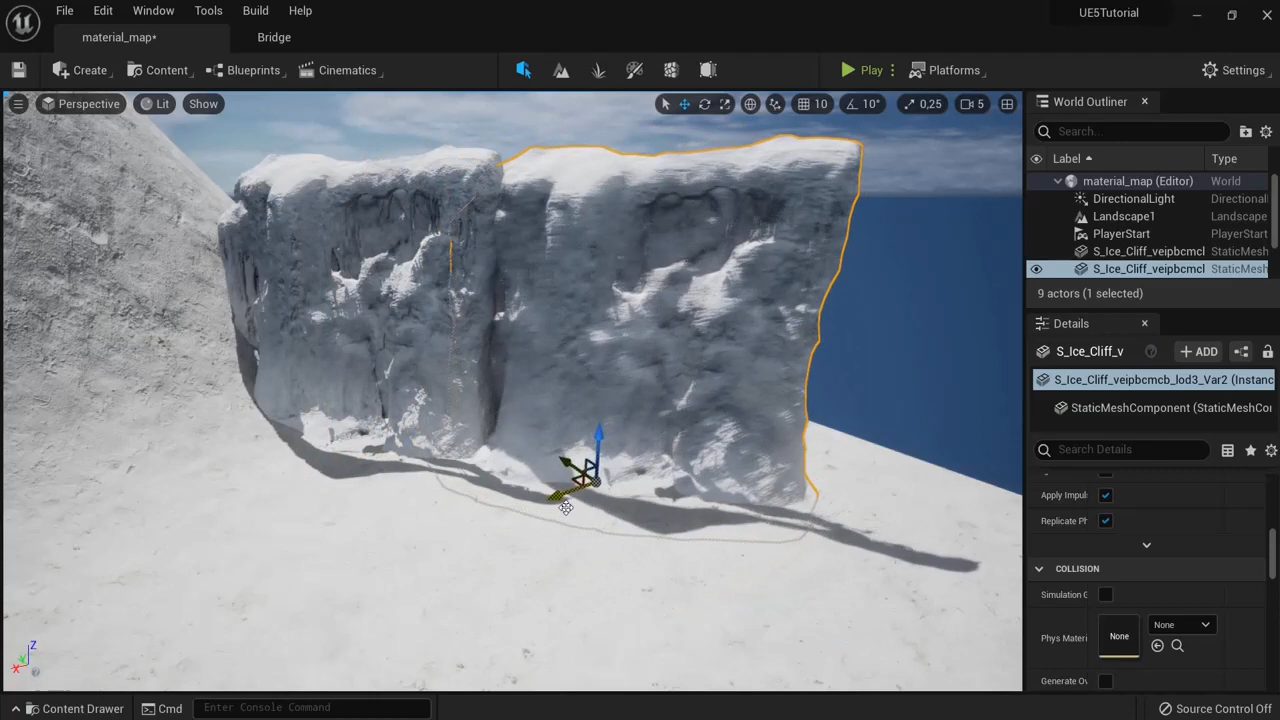 File Edit Window Tools Build Help
UE5Tutorial
material_map*
Bridge
Create
Content
Blueprints
Cinematics
Play
Platforms
Settings
Perspective
Lit
Show
10
10°
0,25
5
World Outliner
Search...
Label
Type
material_map (Editor) World
DirectionalLight Directional
Landscape1 Landscape
PlayerStart PlayerStart
S_Ice_Cliff_veipbcmcl StaticMesh
S_Ice_Cliff_veipbcmcl StaticMesh
9 actors (1 selected)
Details
S_Ice_Cliff_v
ADD
S_Ice_Cliff_veipbcmcb_lod3_Var2 (Instanc
StaticMeshComponent (StaticMeshCor
Search Details
Apply Impul
Replicate Ph
COLLISION
Simulation G
Phys Materi
None
None
Generate Ov
Z
Y
X
Content Drawer
Cmd
Enter Console Command
Source Control Off